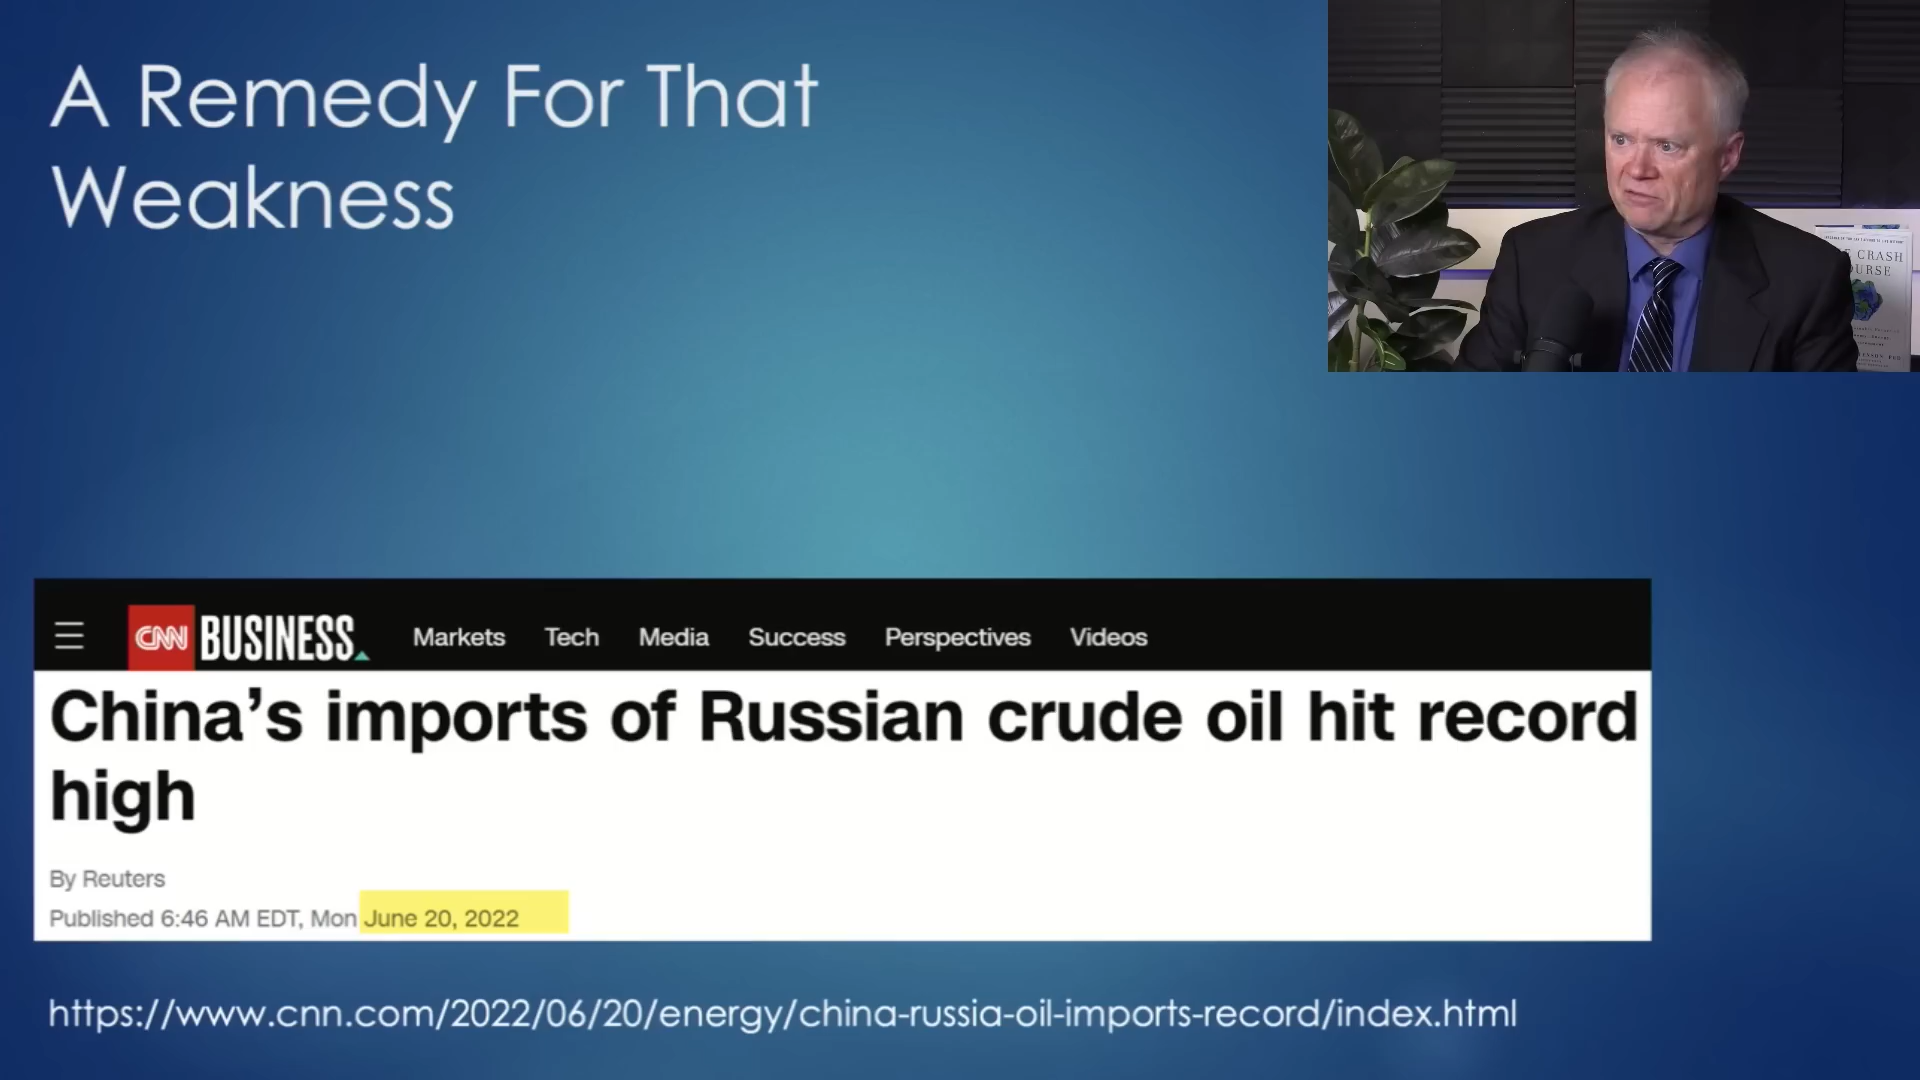 A Remedy For That
Weakness
CRASH
CNN BUSINESS
Markets
Tech
Media
Success
Perspectives
Videos
China's imports of Russian crude oil hit record
high
By Reuters
Published 6:46 AM EDT, Mon June 20, 2022
https://www.cnn.com/2022/06/20/energy/china-russia-oil-imports-record/index.html